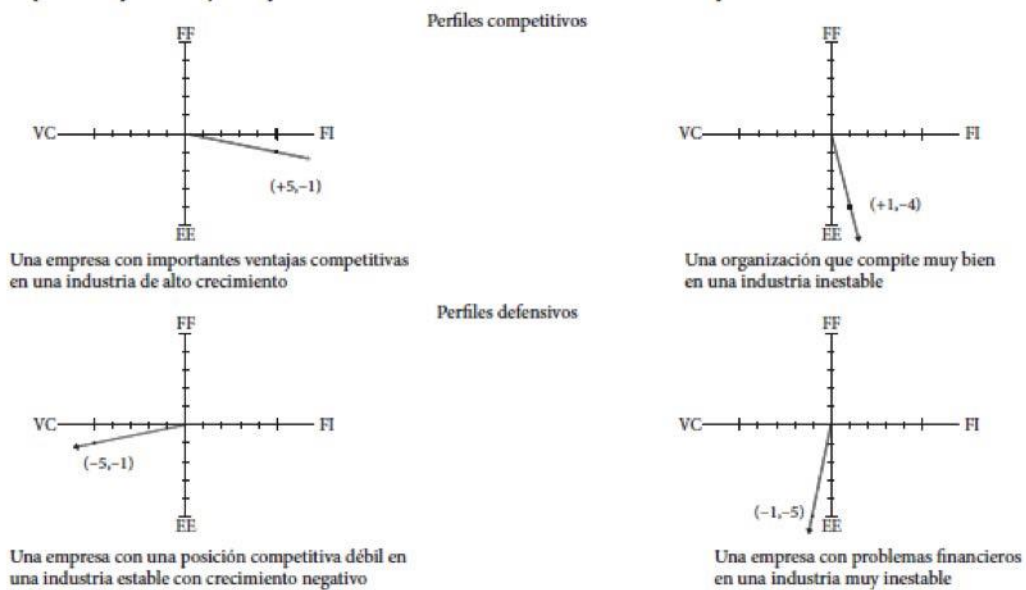 Perfiles competitivos
FF
VC
FI
(+5,−1)
EE
Una empresa con importantes ventajas competitivas
en una industria de alto crecimiento
FF
VC
FI
(+1,−4)
EE
Una organización que compite muy bien
en una industria inestable
Perfiles defensivos
FF
VC
FI
(−5,−1)
EE
Una empresa con una posición competitiva débil en
una industria estable con crecimiento negativo
FF
VC
FI
(−1,−5)
EE
Una empresa con problemas financieros
en una industria muy inestable